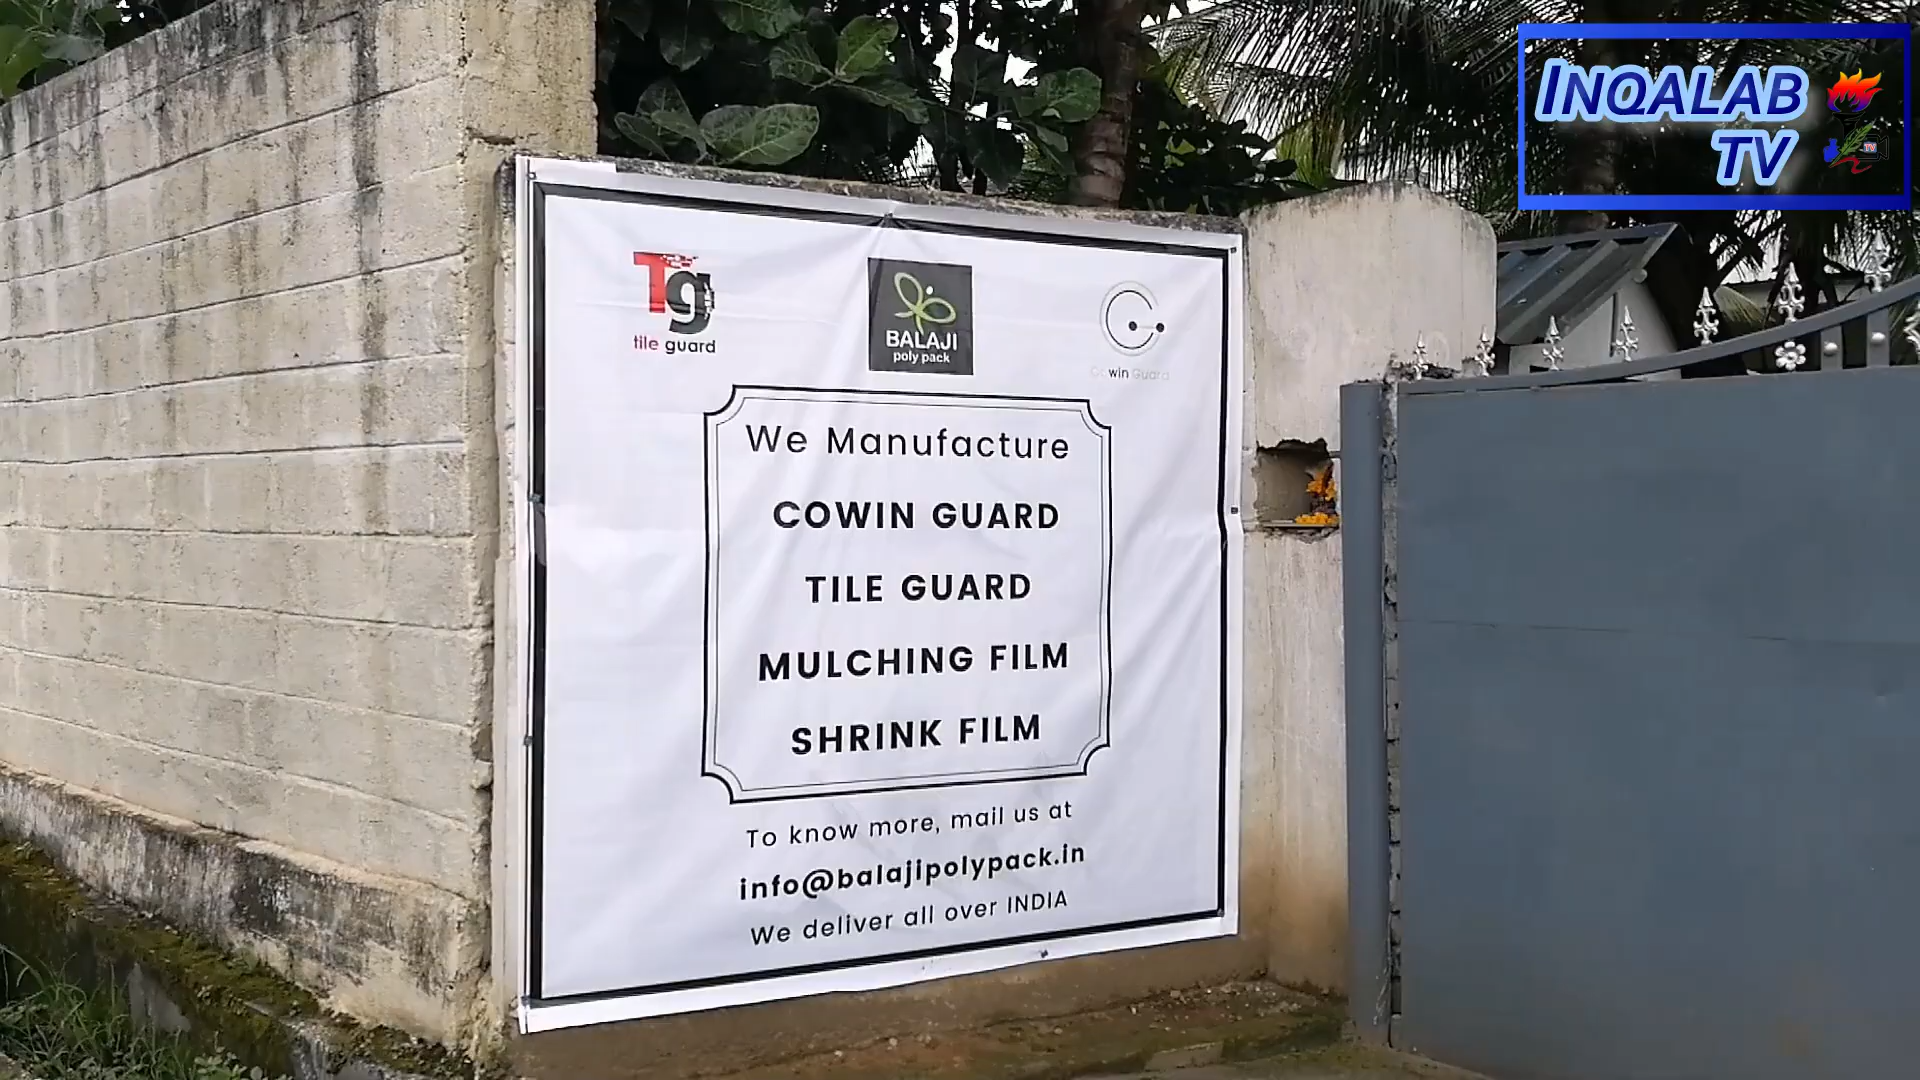 INQALAB
TV
TV
Tg
tile guard
BALAJI
poly pack
Cowin Guard
We Manufacture
COWIN GUARD
TILE GUARD
MULCHING FILM
SHRINK FILM
To know more, mail us at
info@balajipolypack.in
We deliver all over INDIA